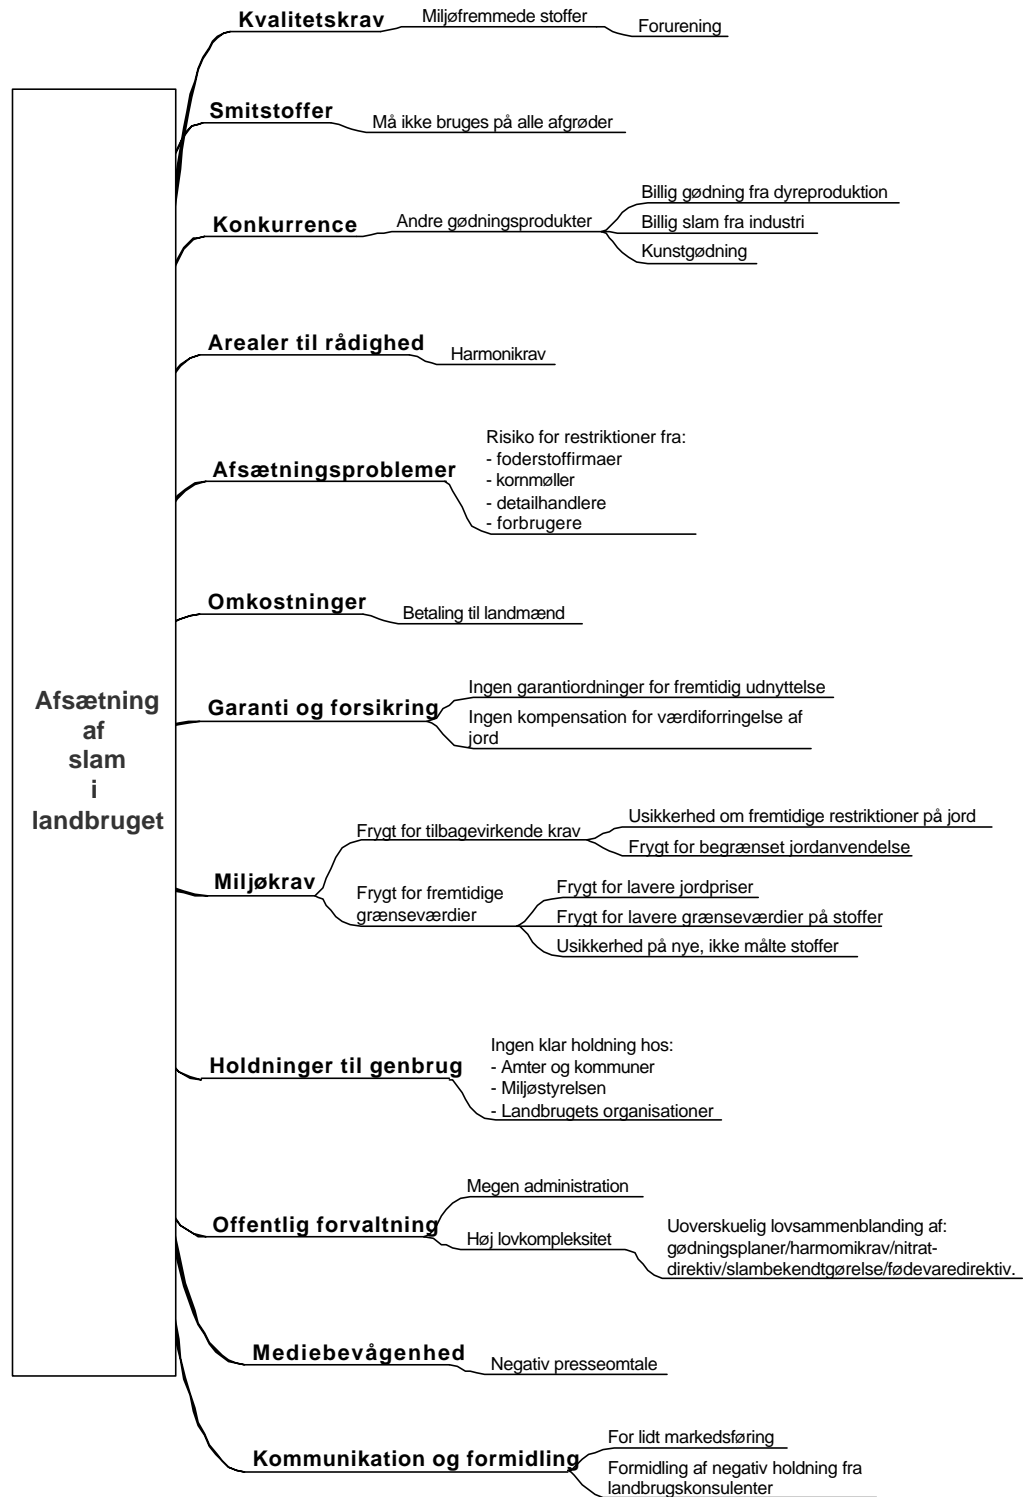 Kvalitetskrav
Miljøfremmede stoffer
Forurening
Smitstoffer
Må ikke bruges på alle afgrøder
Konkurrence
Andre gødningsprodukter
Billig gødning fra dyreproduktion
Billig slam fra industri
Kunstgødning
Arealer til rådighed
Harmonikrav
Afsætningsproblemer
Risiko for restriktioner fra:
- foderstoffirmaer
- kornmøller
- detailhandlere
- forbrugere
Omkostninger
Betaling til landmænd
Afsætning
af
slam
i
landbruget
Garanti og forsikring
Ingen garantiordninger for fremtidig udnyttelse
Ingen kompensation for værdiforringelse af
jord
Miljøkrav
Frygt for tilbagevirkende krav
Usikkerhed om fremtidige restriktioner på jord
Frygt for begrænset jordanvendelse
Frygt for fremtidige
grænseværdier
Frygt for lavere jordpriser
Frygt for lavere grænseværdier på stoffer
Usikkerhed på nye, ikke målte stoffer
Holdninger til genbrug
Ingen klar holdning hos:
- Amter og kommuner
- Miljøstyrelsen
- Landbrugets organisationer
Offentlig forvaltning
Megen administration
Høj lovkompleksitet
Uoverskuelig lovsammenblanding af:
gødningsplaner/harmomikrav/nitrat-
direktiv/slambekendtgørelse/fødevaredirektiv.
Mediebevågenhed
Negativ presseomtale
Kommunikation og formidling
For lidt markedsføring
Formidling af negativ holdning fra
landbrugskonsulenter